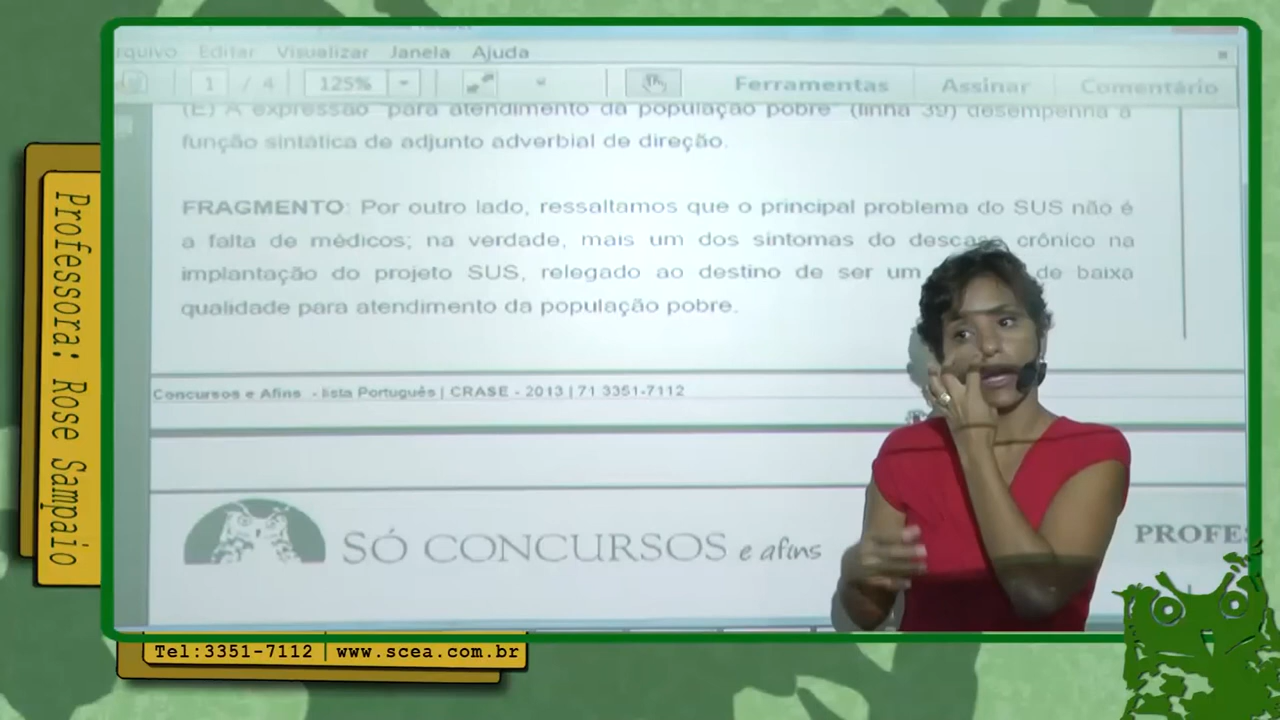 Arquivo Editar Visualizar Janela Ajuda
1 / 4 125% Ferramentas Assinar Comentário
(E) A expressão para atendimento da população pobre (linha 39) desempenha a
função sintática de adjunto adverbial de direção.
FRAGMENTO: Por outro lado, ressaltamos que o principal problema do SUS não é
a falta de médicos; na verdade, mais um dos sintomas do descaso crônico na
implantação do projeto SUS, relegado ao destino de ser um de baixa
qualidade para atendimento da população pobre.
Concursos e Afins - lista Português | CRASE - 2013 | 71 3351-7112
SÓ CONCURSOS e afins
PROFES
Professora: Rose Sampaio
Tel:3351-7112 | www.scea.com.br